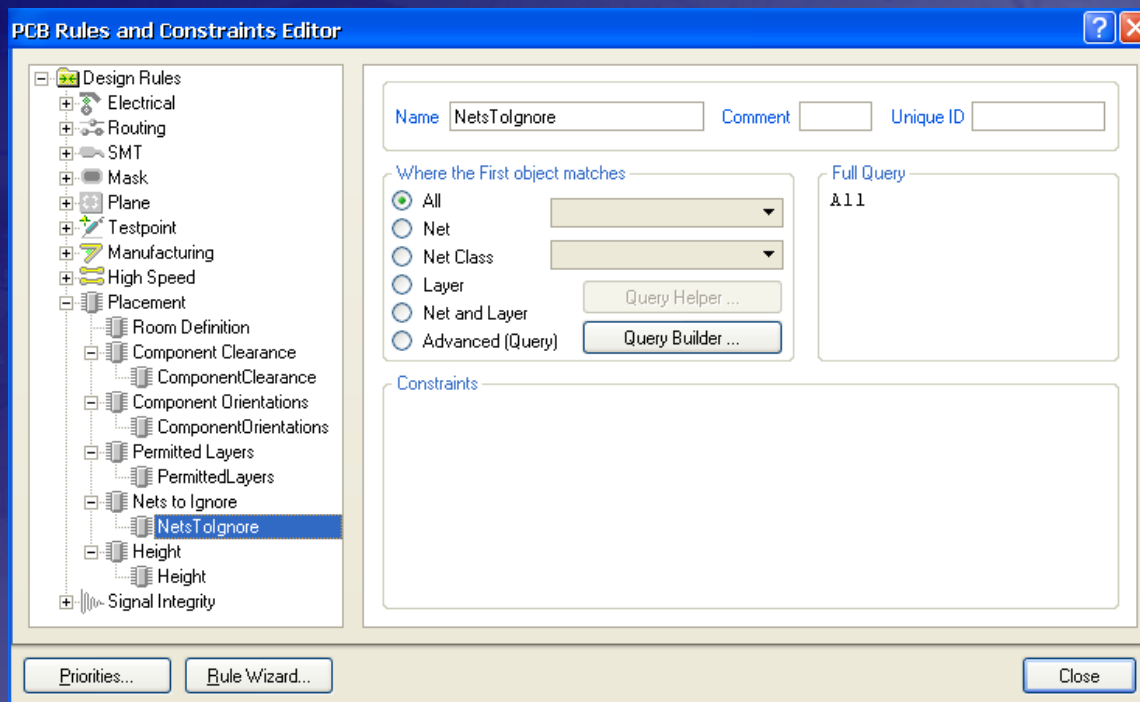 PCB Rules and Constraints Editor
Design Rules
Electrical
Routing
SMT
Mask
Plane
Testpoint
Manufacturing
High Speed
Placement
Room Definition
Component Clearance
ComponentClearance
Component Orientations
ComponentOrientations
Permitted Layers
PermittedLayers
Nets to Ignore
NetsToIgnore
Height
Height
Signal Integrity
Name NetsToIgnore Comment Unique ID
Where the First object matches
All
Net
Net Class
Layer
Net and Layer
Advanced (Query)
Query Helper ...
Query Builder ...
Full Query
All
Constraints
Priorities... Rule Wizard... Close